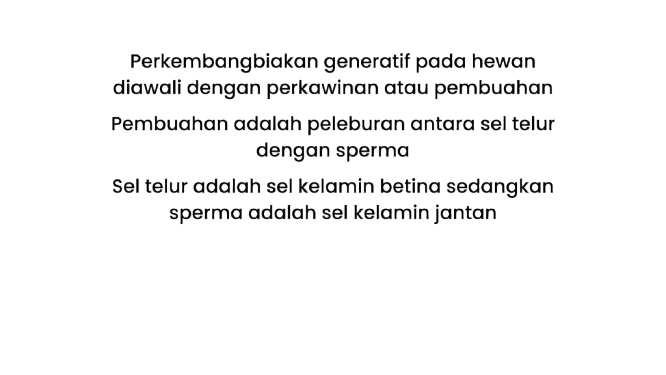 Perkembangbiakan generatif pada hewan
diawali dengan perkawinan atau pembuahan
Pembuahan adalah peleburan antara sel telur
dengan sperma
Sel telur adalah sel kelamin betina sedangkan
sperma adalah sel kelamin jantan